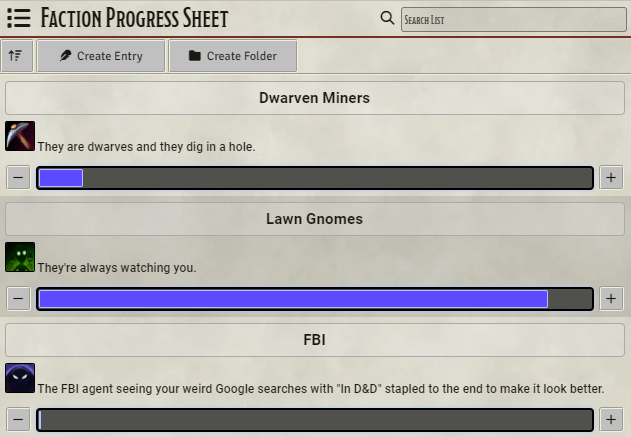 Faction Progress Sheet
Search List
Create Entry
Create Folder
Dwarven Miners
They are dwarves and they dig in a hole.
− +
Lawn Gnomes
They're always watching you.
− +
FBI
The FBI agent seeing your weird Google searches with "In D&D" stapled to the end to make it look better.
− +